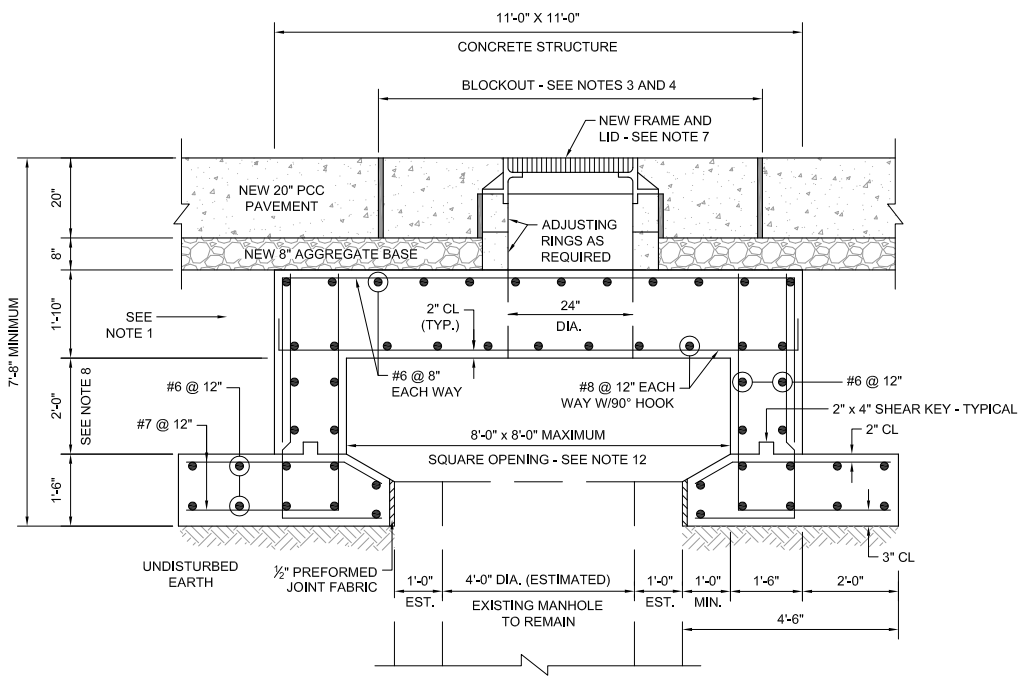 11'-0" X 11'-0"
CONCRETE STRUCTURE
BLOCKOUT - SEE NOTES 3 AND 4
NEW FRAME AND
LID - SEE NOTE 7
20"
NEW 20" PCC
PAVEMENT
ADJUSTING
RINGS AS
REQUIRED
8"
NEW 8" AGGREGATE BASE
7'-8" MINIMUM
1'-10"
SEE
NOTE 1
2" CL
(TYP.)
24"
DIA.
#6 @ 8"
EACH WAY
#8 @ 12" EACH
WAY W/90° HOOK
#6 @ 12"
#6 @ 12"
2'-0"
SEE NOTE 8
#7 @ 12"
2" x 4" SHEAR KEY - TYPICAL
8'-0" x 8'-0" MAXIMUM
SQUARE OPENING - SEE NOTE 12
2" CL
1'-6"
UNDISTURBED
EARTH
½" PREFORMED
JOINT FABRIC
3" CL
1'-0"
EST.
4'-0" DIA. (ESTIMATED)
EXISTING MANHOLE
TO REMAIN
1'-0"
EST.
1'-0"
MIN.
1'-6"
2'-0"
4'-6"